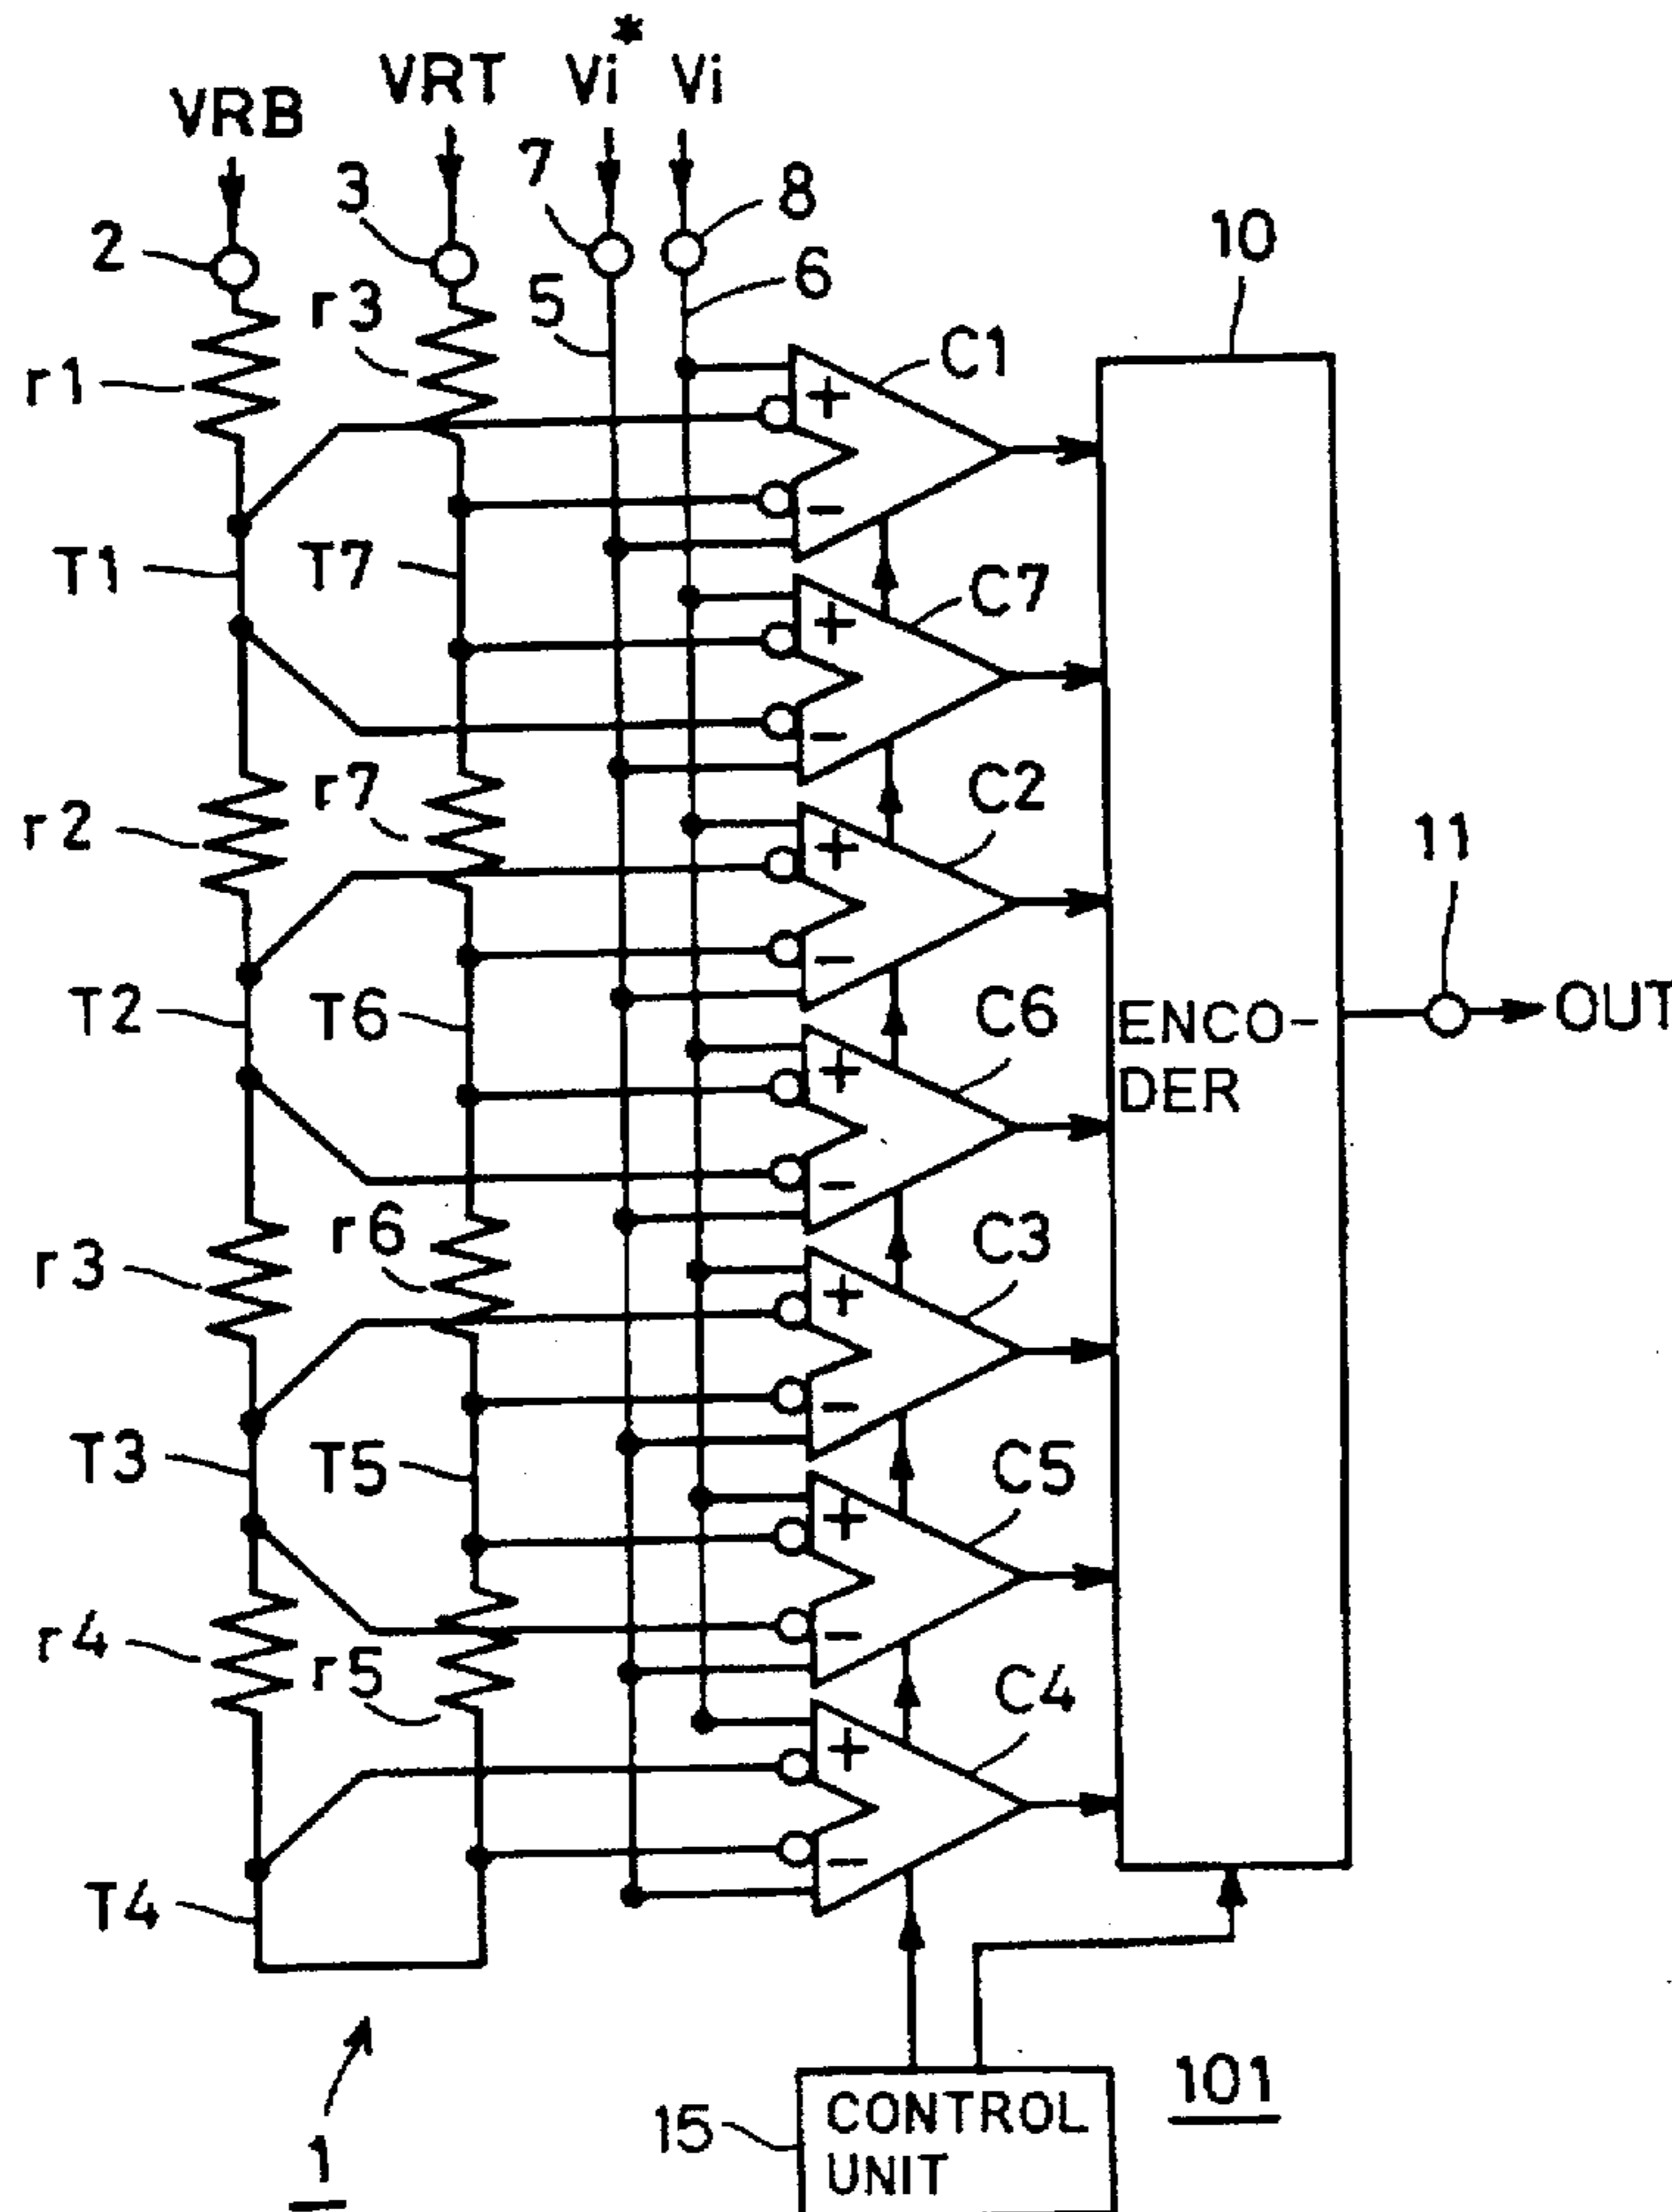 VRB VRT Vi* Vi
2 3 7 8
r1 r3 5 6 C1 10
+
-
T1 T7 C7
+
-
r2 r7 C2 11
+
-
T2 T6 C6 ENCO- OUT
+ DER
-
r3 r6 C3
+
-
T3 T5 C5
+
-
r4 r5 C4
+
-
T4
1 15 CONTROL 101
UNIT